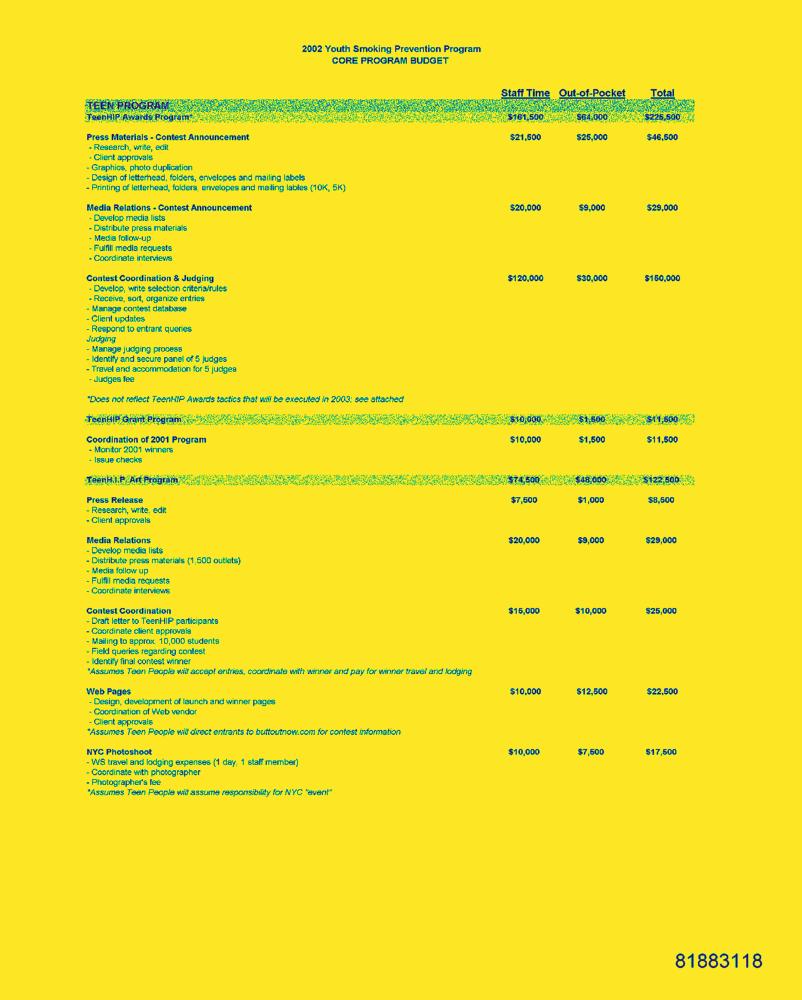 2002 Youth Smoking Prevention Program
CORE PROGRAM BUDGET
Staff Time Out-of-Pocket Total
TEEN PROGRAM
TeenHIP Awards Program* $161,500 $64,000 $225,500
Press Materials - Contest Announcement $21,500 $25,000 $46,500
- Research, write, edit
- Client approvals
- Graphics, photo duplication
- Design of letterhead, folders, envelopes and mailing labels
- Printing of letterhead, folders, envelopes and mailing lables (10K, 5K)
Media Relations - Contest Announcement $20,000 $9,000 $29,000
- Develop media lists
- Distribute press materials
- Media follow-up
- Fulfill media requests
- Coordinate interviews
Contest Coordination & Judging $120,000 $30,000 $150,000
- Develop, write selection criteria/rules
- Receive, sort, organize entries
- Manage contest database
- Client updates
- Respond to entrant queries
Judging
- Manage judging process
- Identify and secure panel of 5 judges
- Travel and accommodation for 5 judges
- Judges fee
*Does not reflect TeenHIP Awards tactics that will be executed in 2003; see attached
TeenHIP Grant Program $10,000 $1,500 $11,500
Coordination of 2001 Program $10,000 $1,500 $11,500
- Monitor 2001 winners
- Issue checks
TeenH.I.P. Art Program $74,500 $48,000 $122,500
Press Release $7,500 $1,000 $8,500
- Research, write, edit
- Client approvals
Media Relations $20,000 $9,000 $29,000
- Develop media lists
- Distribute press materials (1,500 outlets)
- Media follow up
- Fulfill media requests
- Coordinate interviews
Contest Coordination $15,000 $10,000 $25,000
- Draft letter to TeenHIP participants
- Coordinate client approvals
- Mailing to approx. 10,000 students
- Field queries regarding contest
- Identify final contest winner
*Assumes Teen People will accept entries, coordinate with winner and pay for winner travel and lodging
Web Pages $10,000 $12,500 $22,500
- Design, development of launch and winner pages
- Coordination of Web vendor
- Client approvals
*Assumes Teen People will direct entrants to buttoutnow.com for contest information
NYC Photoshoot $10,000 $7,500 $17,500
- WS travel and lodging expenses (1 day, 1 staff member)
- Coordinate with photographer
- Photographer's fee
*Assumes Teen People will assume responsibility for NYC "event"
81883118